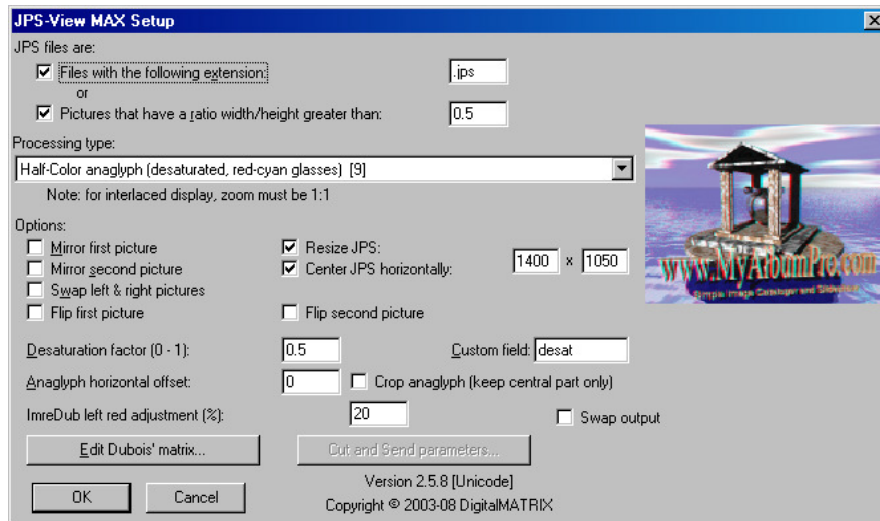 JPS-View MAX Setup
JPS files are:
Files with the following extension: .jps
or
Pictures that have a ratio width/height greater than: 0.5
Processing type:
Half-Color anaglyph (desaturated, red-cyan glasses) [9]
Note: for interlaced display, zoom must be 1:1
Options:
Mirror first picture
Resize JPS: 1400 x 1050
Mirror second picture
Center JPS horizontally:
Swap left & right pictures
Flip first picture
Flip second picture
www.MyAlbumPro.com
Simple Image Cataloger and Slideshow
Desaturation factor (0 - 1): 0.5 Custom field: desat
Anaglyph horizontal offset: 0 Crop anaglyph (keep central part only)
ImreDub left red adjustment (%): 20 Swap output
Edit Dubois' matrix... Cut and Send parameters...
Version 2.5.8 [Unicode]
OK Cancel
Copyright © 2003-08 DigitalMATRIX